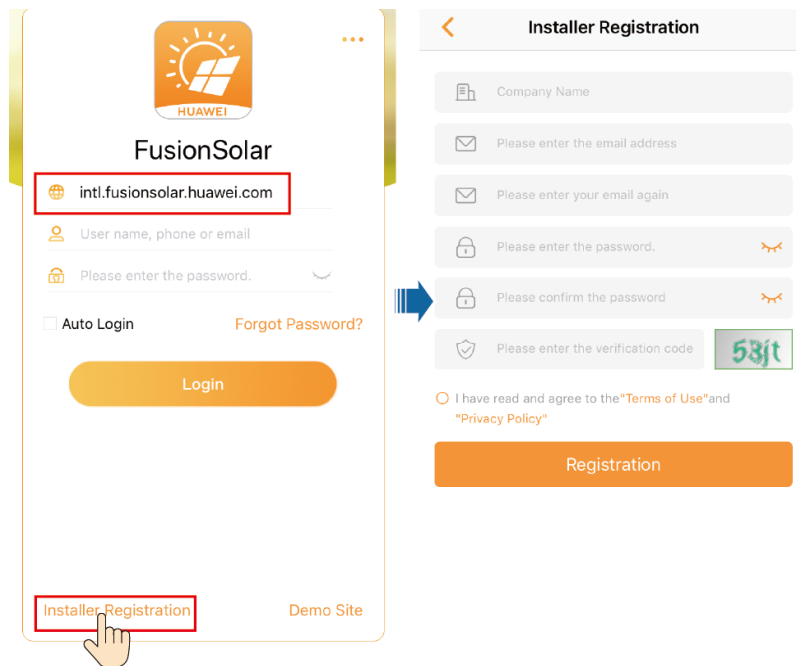 HUAWEI
FusionSolar
intl.fusionsolar.huawei.com
User name, phone or email
Please enter the password.
Auto Login
Forgot Password?
Login
Installer Registration
Demo Site
Installer Registration
Company Name
Please enter the email address
Please enter your email again
Please enter the password.
Please confirm the password
Please enter the verification code
53jt
I have read and agree to the"Terms of Use"and
"Privacy Policy"
Registration